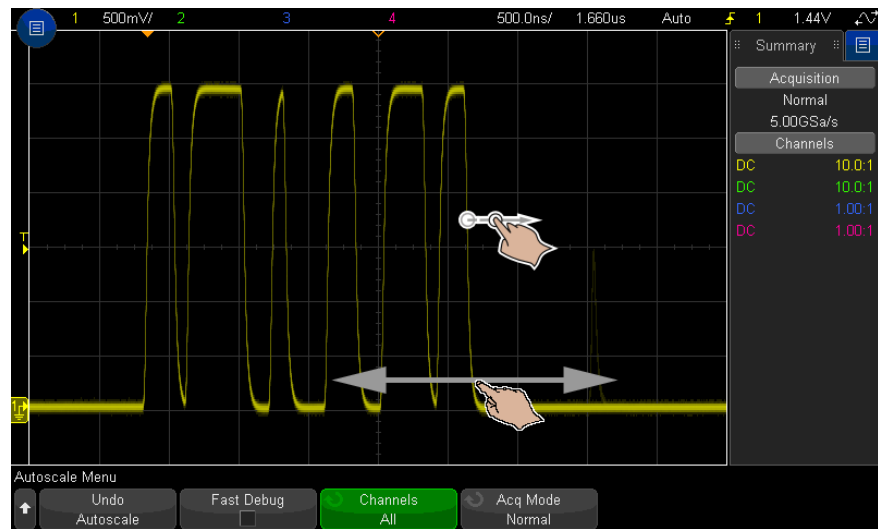 1 500mV/ 2 3 4 500.0ns/ 1.660us Auto 1 1.44V
Summary
Acquisition
Normal
5.00GSa/s
Channels
DC 10.0:1
DC 10.0:1
DC 1.00:1
DC 1.00:1
T
1
Autoscale Menu
Undo
Autoscale
Fast Debug
Channels
All
Acq Mode
Normal